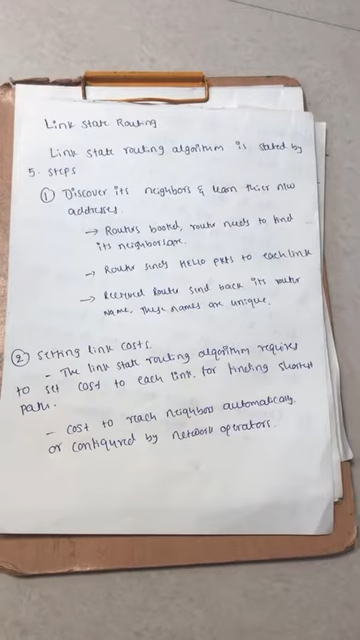 Link State Routing
Link state routing algorithm is stated by
5. steps
① Discover its neighbors & learn thier n/w
addresses.
→ Routers booted, router needs to find
its neighbors are.
→ Router sends HELLO PKTS to each link
→ Received Router send back its router
name. These names are unique.
② setting link costs.
- The link state routing algorithm requires
to set cost to each link. for finding shortest
path.
- cost to reach neighbor automatically.
or configured by network operators.